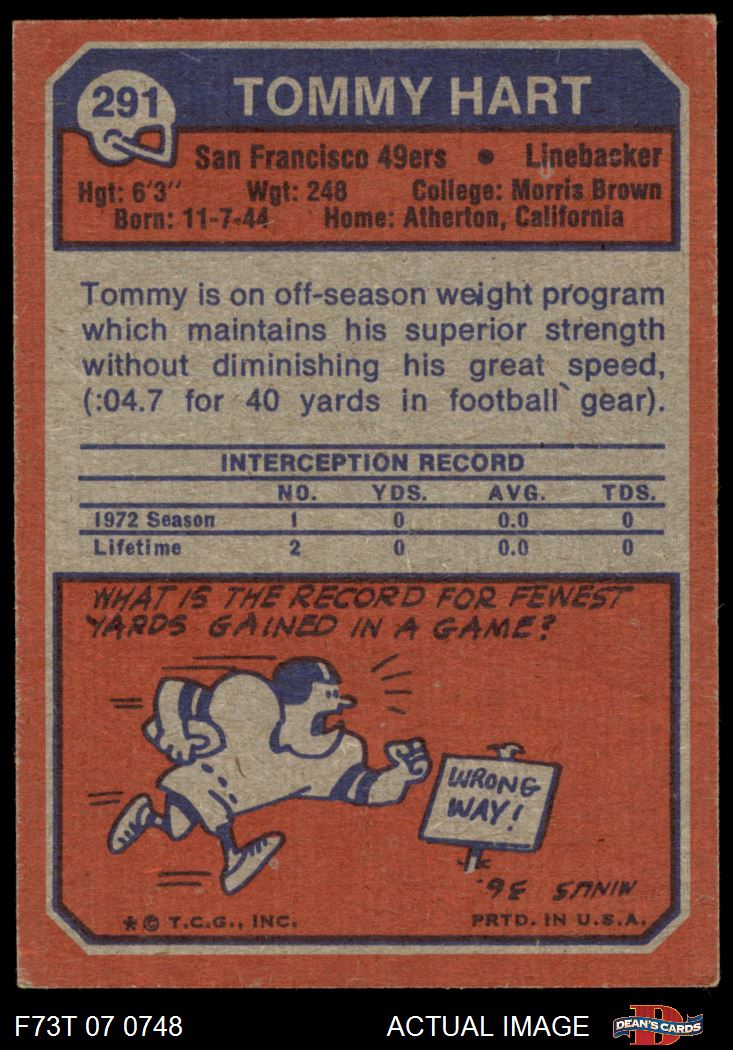 291 TOMMY HART
San Francisco 49ers • Linebacker
Hgt: 6'3" Wgt: 248 College: Morris Brown
Born: 11-7-44 Home: Atherton, California
Tommy is on off-season weight program
which maintains his superior strength
without diminishing his great speed,
(:04.7 for 40 yards in football gear).
INTERCEPTION RECORD
NO. YDS. AVG. TDS.
1972 Season 1 0 0.0 0
Lifetime 2 0 0.0 0
WHAT IS THE RECORD FOR FEWEST
YARDS GAINED IN A GAME?
WRONG
WAY!
MINUS 36.
* © T.C.G., INC. PRTD. IN U.S.A.
F73T 07 0748 ACTUAL IMAGE D DEAN'S CARDS